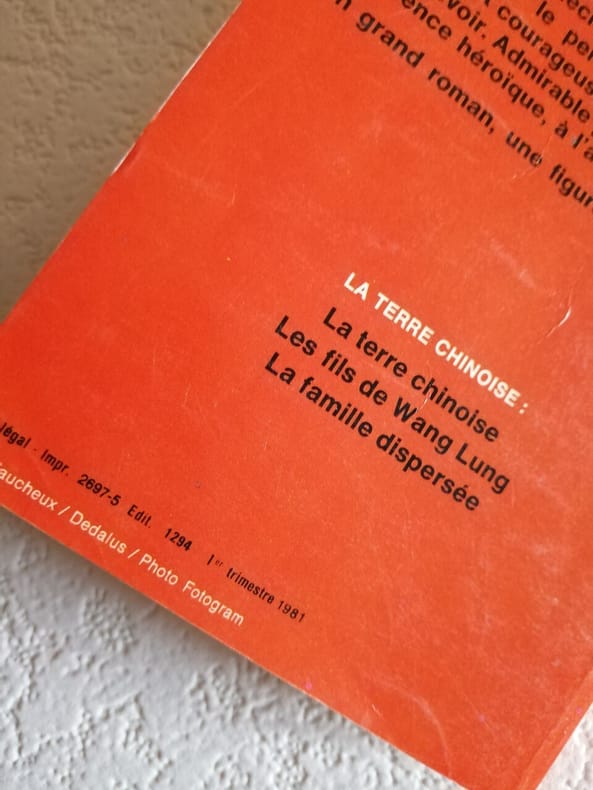 le
courageus
voir. Admirable
ence héroïque, à l'a
grand roman, une figur
LA TERRE CHINOISE :
La terre chinoise
Les fils de Wang Lung
La famille dispersée
légal - Impr. 2697-5 Edit. 1294 1er trimestre 1981
aucheux / Dedalus / Photo Fotogram